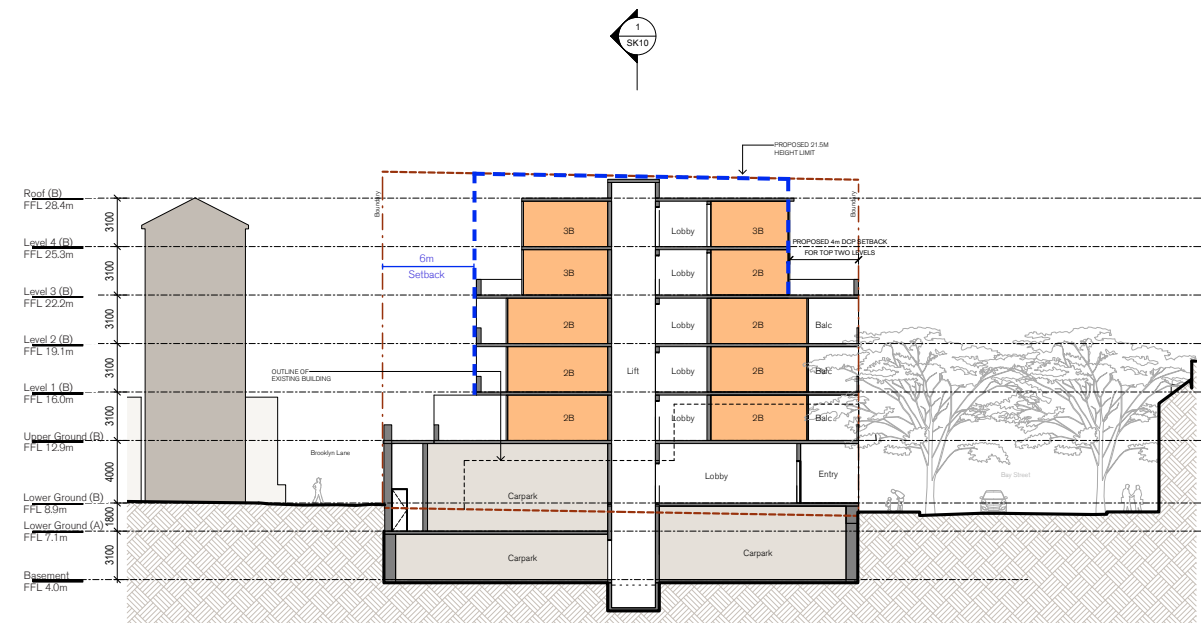 1
SK10
PROPOSED 21.5M
HEIGHT LIMIT
Roof (B)
FFL 28.4m
3100
Boundary
Boundary
3B
Lobby
3B
Level 4 (B)
FFL 25.3m
PROPOSED 4m DCP SETBACK
FOR TOP TWO LEVELS
6m
Setback
3100
3B
Lobby
2B
Level 3 (B)
FFL 22.2m
3100
2B
Lobby
2B
Balc
Level 2 (B)
FFL 19.1m
3100
OUTLINE OF
EXISTING BUILDING
2B
Lift
Lobby
2B
Balc
Level 1 (B)
FFL 16.0m
3100
2B
Lobby
2B
Balc
Upper Ground (B)
FFL 12.9m
4000
Brooklyn Lane
Carpark
Lobby
Entry
Bay Street
Lower Ground (B)
FFL 8.9m
1800
Lower Ground (A)
FFL 7.1m
3100
Carpark
Carpark
Basement
FFL 4.0m